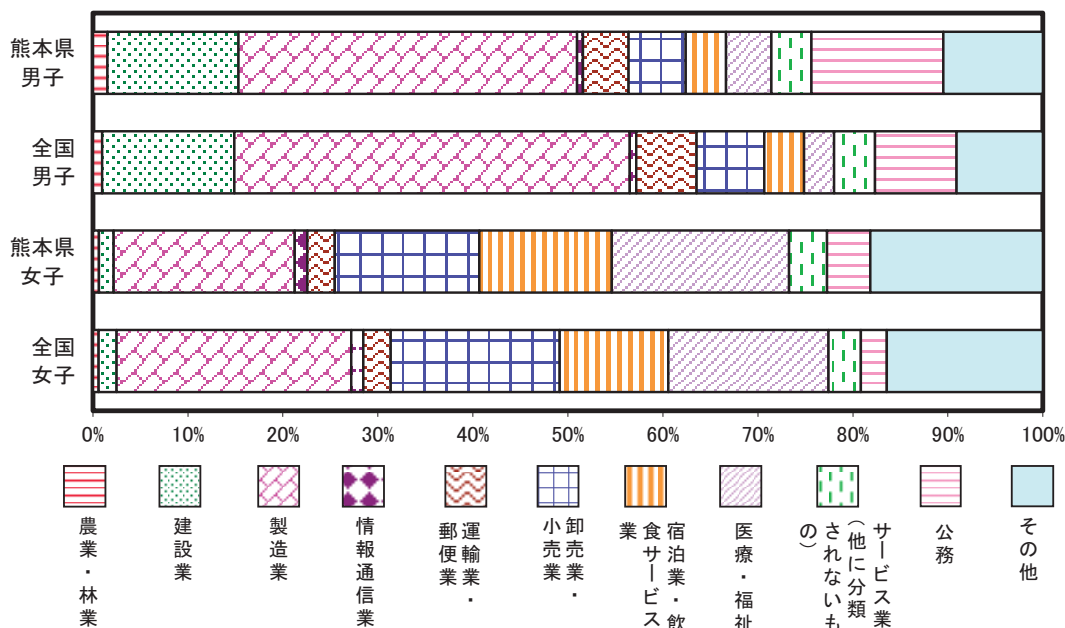 熊本県
男子
全国
男子
熊本県
女子
全国
女子
0%
10%
20%
30%
40%
50%
60%
70%
80%
90%
100%
農業・林業
建設業
製造業
情報通信業
運輸業・
郵便業
卸売業・
小売業
宿泊業・飲
食サービス
業
医療・福祉
サービス業
(他に分類
されないも
の)
公務
その他